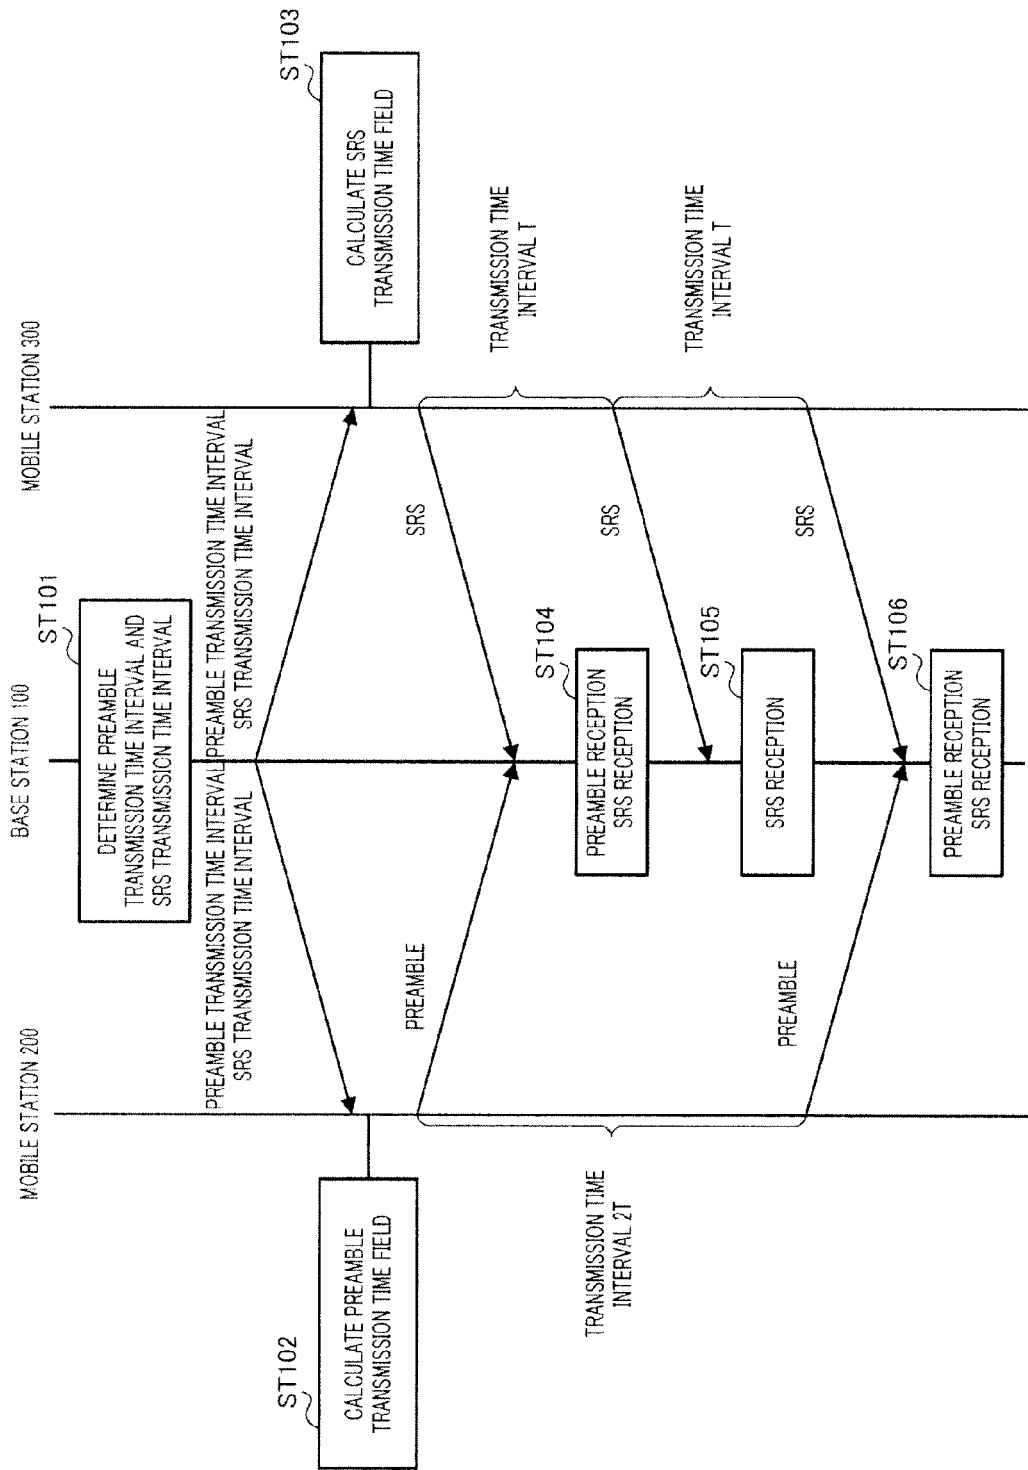 MOBILE STATION 200
BASE STATION 100
MOBILE STATION 300
ST101
DETERMINE PREAMBLE
TRANSMISSION TIME INTERVAL AND
SRS TRANSMISSION TIME INTERVAL
PREAMBLE TRANSMISSION TIME INTERVAL
SRS TRANSMISSION TIME INTERVAL
PREAMBLE TRANSMISSION TIME INTERVAL
SRS TRANSMISSION TIME INTERVAL
ST102
CALCULATE PREAMBLE
TRANSMISSION TIME FIELD
ST103
CALCULATE SRS
TRANSMISSION TIME FIELD
PREAMBLE
SRS
TRANSMISSION TIME
INTERVAL T
ST104
PREAMBLE RECEPTION
SRS RECEPTION
TRANSMISSION TIME
INTERVAL 2T
SRS
TRANSMISSION TIME
INTERVAL T
ST105
SRS RECEPTION
PREAMBLE
SRS
ST106
PREAMBLE RECEPTION
SRS RECEPTION